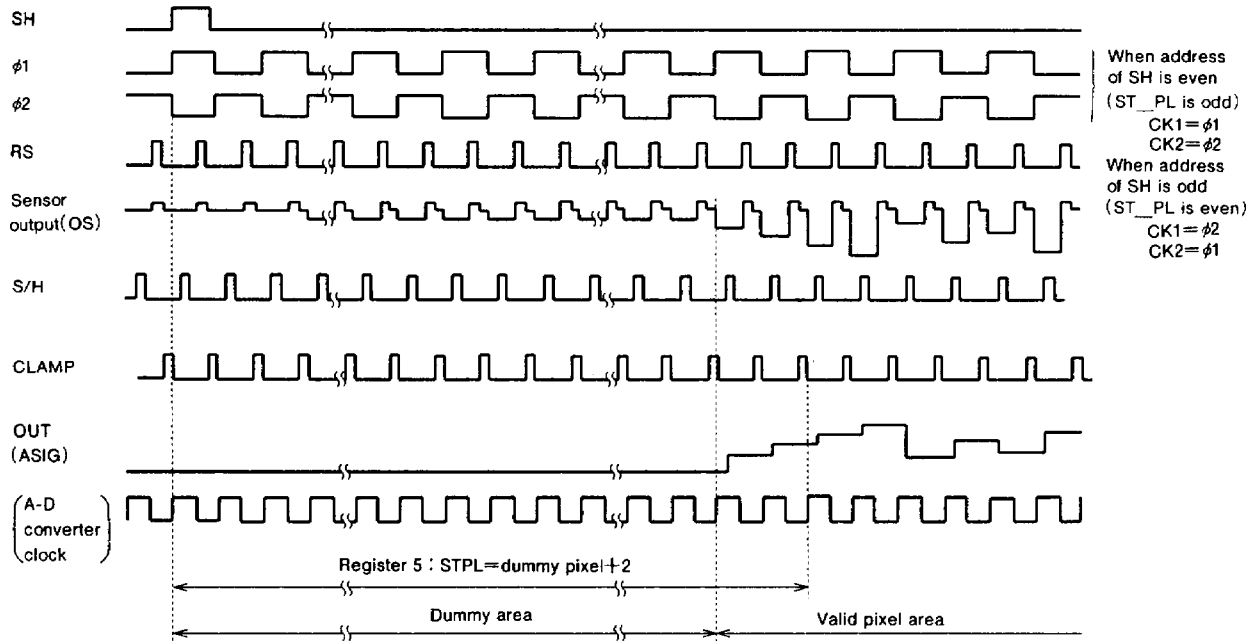 SH
φ1
φ2
RS
Sensor
output(OS)
S/H
CLAMP
OUT
(ASIG)
A-D
converter
clock
When address
of SH is even
(ST__PL is odd)
CK1=φ1
CK2=φ2
When address
of SH is odd
(ST__PL is even)
CK1=φ2
CK2=φ1
Register 5 : STPL=dummy pixel+2
Dummy area
Valid pixel area